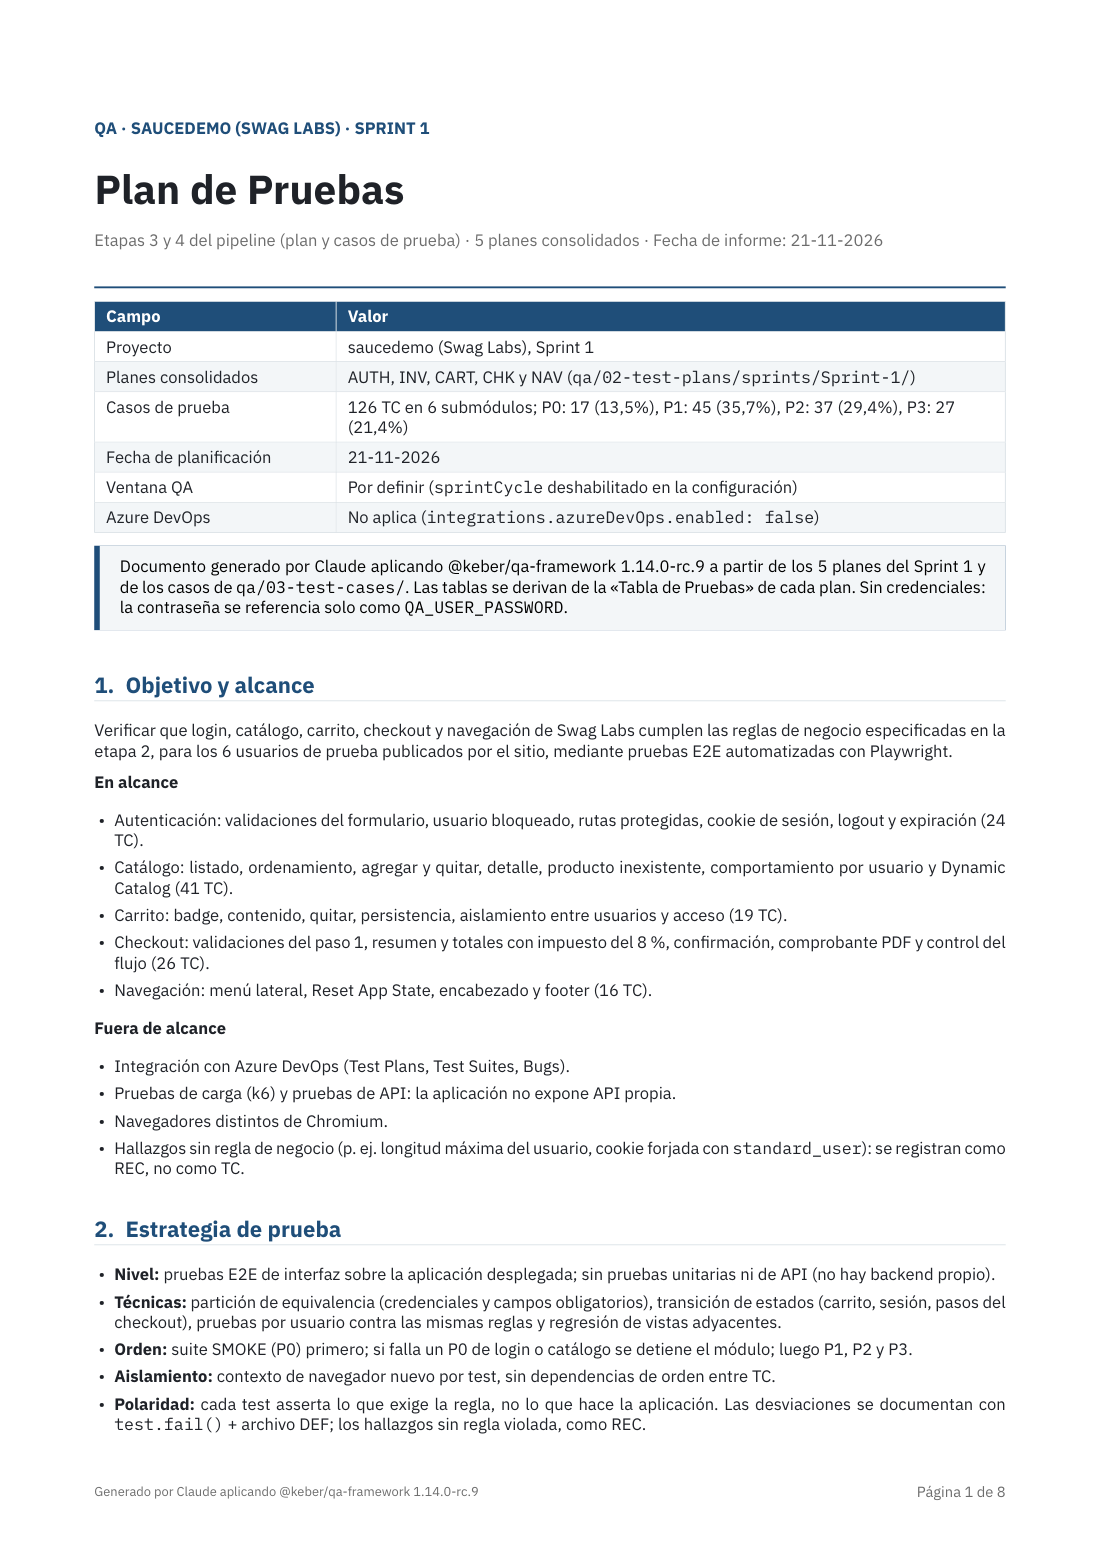 QA · SAUCEDEMO (SWAG LABS) · SPRINT 1
Plan de Pruebas
Etapas 3 y 4 del pipeline (plan y casos de prueba) · 5 planes consolidados · Fecha de informe: 21-11-2026
Campo Valor
Proyecto saucedemo (Swag Labs), Sprint 1
Planes consolidados AUTH, INV, CART, CHK y NAV (qa/02-test-plans/sprints/Sprint-1/)
Casos de prueba 126 TC en 6 submódulos; P0: 17 (13,5%), P1: 45 (35,7%), P2: 37 (29,4%), P3: 27
(21,4%)
Fecha de planificación 21-11-2026
Ventana QA Por definir (sprintCycle deshabilitado en la configuración)
Azure DevOps No aplica (integrations.azureDevOps.enabled: false)
Documento generado por Claude aplicando @keber/qa-framework 1.14.0-rc.9 a partir de los 5 planes del Sprint 1 y
de los casos de qa/03-test-cases/. Las tablas se derivan de la «Tabla de Pruebas» de cada plan. Sin credenciales:
la contraseña se referencia solo como QA_USER_PASSWORD.
1. Objetivo y alcance
Verificar que login, catálogo, carrito, checkout y navegación de Swag Labs cumplen las reglas de negocio especificadas en la
etapa 2, para los 6 usuarios de prueba publicados por el sitio, mediante pruebas E2E automatizadas con Playwright.
En alcance
• Autenticación: validaciones del formulario, usuario bloqueado, rutas protegidas, cookie de sesión, logout y expiración (24
TC).
• Catálogo: listado, ordenamiento, agregar y quitar, detalle, producto inexistente, comportamiento por usuario y Dynamic
Catalog (41 TC).
• Carrito: badge, contenido, quitar, persistencia, aislamiento entre usuarios y acceso (19 TC).
• Checkout: validaciones del paso 1, resumen y totales con impuesto del 8 %, confirmación, comprobante PDF y control del
flujo (26 TC).
• Navegación: menú lateral, Reset App State, encabezado y footer (16 TC).
Fuera de alcance
• Integración con Azure DevOps (Test Plans, Test Suites, Bugs).
• Pruebas de carga (k6) y pruebas de API: la aplicación no expone API propia.
• Navegadores distintos de Chromium.
• Hallazgos sin regla de negocio (p. ej. longitud máxima del usuario, cookie forjada con standard_user): se registran como
REC, no como TC.
2. Estrategia de prueba
• Nivel: pruebas E2E de interfaz sobre la aplicación desplegada; sin pruebas unitarias ni de API (no hay backend propio).
• Técnicas: partición de equivalencia (credenciales y campos obligatorios), transición de estados (carrito, sesión, pasos del
checkout), pruebas por usuario contra las mismas reglas y regresión de vistas adyacentes.
• Orden: suite SMOKE (P0) primero; si falla un P0 de login o catálogo se detiene el módulo; luego P1, P2 y P3.
• Aislamiento: contexto de navegador nuevo por test, sin dependencias de orden entre TC.
• Polaridad: cada test asserta lo que exige la regla, no lo que hace la aplicación. Las desviaciones se documentan con
test.fail() + archivo DEF; los hallazgos sin regla violada, como REC.
Generado por Claude aplicando @keber/qa-framework 1.14.0-rc.9 Página 1 de 8